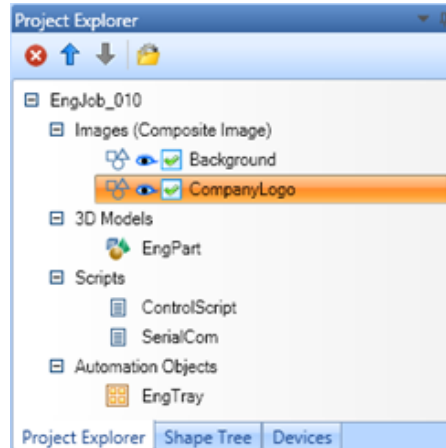 Project Explorer
EngJob_010
Images (Composite Image)
Background
CompanyLogo
3D Models
EngPart
Scripts
ControlScript
SerialCom
Automation Objects
EngTray
Project Explorer Shape Tree Devices